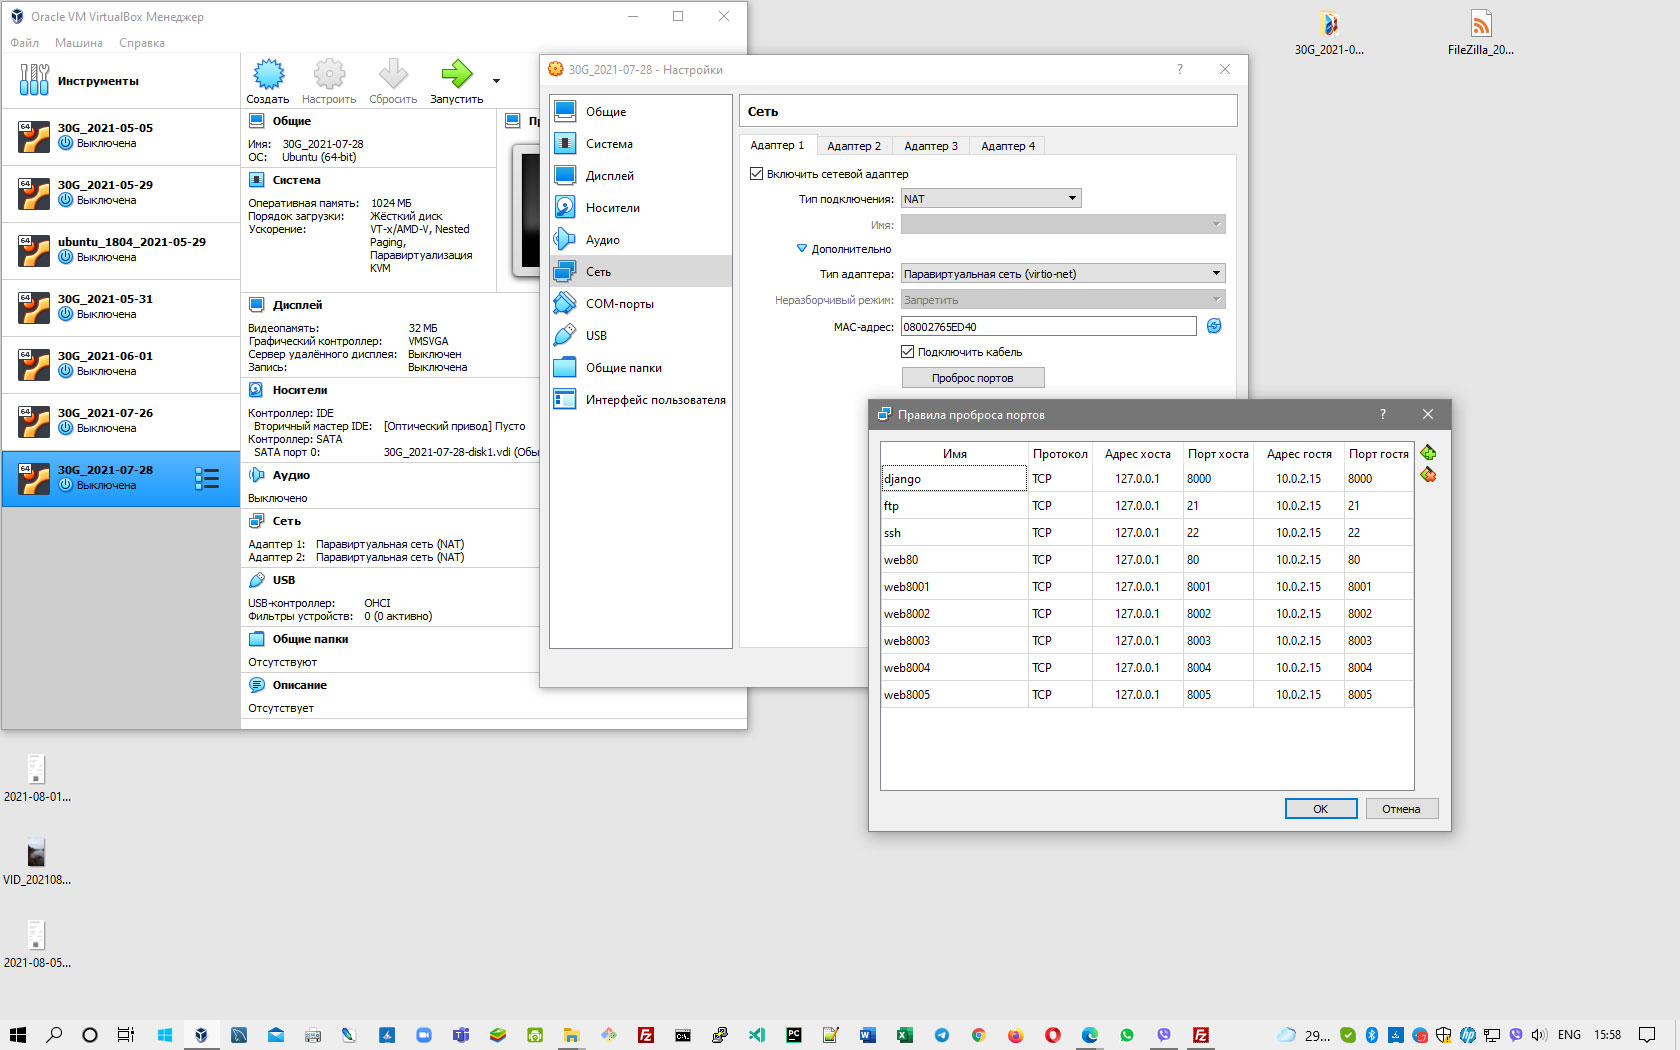 Oracle VM VirtualBox Менеджер
Файл Машина Справка
Инструменты
Создать Настроить Сбросить Запустить
64 30G_2021-05-05
Выключена
64 30G_2021-05-29
Выключена
64 ubuntu_1804_2021-05-29
Выключена
64 30G_2021-05-31
Выключена
64 30G_2021-06-01
Выключена
64 30G_2021-07-26
Выключена
64 30G_2021-07-28
Выключена
Общие
Имя: 30G_2021-07-28
ОС: Ubuntu (64-bit)
Система
Оперативная память: 1024 МБ
Порядок загрузки: Жёсткий диск
Ускорение: VT-x/AMD-V, Nested
Paging,
Паравиртуализация
KVM
Дисплей
Видеопамять: 32 МБ
Графический контроллер: VMSVGA
Сервер удалённого дисплея: Выключен
Запись: Выключена
Носители
Контроллер: IDE
Вторичный мастер IDE: [Оптический привод] Пусто
Контроллер: SATA
SATA порт 0: 30G_2021-07-28-disk1.vdi (Обы
Аудио
Выключено
Сеть
Адаптер 1: Паравиртуальная сеть (NAT)
Адаптер 2: Паравиртуальная сеть (NAT)
USB
USB-контроллер: OHCI
Фильтры устройств: 0 (0 активно)
Общие папки
Отсутствуют
Описание
Отсутствует
30G_2021-07-28 - Настройки
?
Общие
Система
Дисплей
Носители
Аудио
Сеть
COM-порты
USB
Общие папки
Интерфейс пользователя
Сеть
Адаптер 1 Адаптер 2 Адаптер 3 Адаптер 4
Включить сетевой адаптер
Тип подключения: NAT
Имя:
Дополнительно
Тип адаптера: Паравиртуальная сеть (virtio-net)
Неразборчивый режим: Запретить
MAC-адрес: 08002765ED40
Подключить кабель
Проброс портов
Правила проброса портов
?
Имя Протокол Адрес хоста Порт хоста Адрес гостя Порт гостя
django TCP 127.0.0.1 8000 10.0.2.15 8000
ftp TCP 127.0.0.1 21 10.0.2.15 21
ssh TCP 127.0.0.1 22 10.0.2.15 22
web80 TCP 127.0.0.1 80 10.0.2.15 80
web8001 TCP 127.0.0.1 8001 10.0.2.15 8001
web8002 TCP 127.0.0.1 8002 10.0.2.15 8002
web8003 TCP 127.0.0.1 8003 10.0.2.15 8003
web8004 TCP 127.0.0.1 8004 10.0.2.15 8004
web8005 TCP 127.0.0.1 8005 10.0.2.15 8005
OK Отмена
30G_2021-0...
FileZilla_20...
2021-08-01...
VID_202108...
2021-08-05...
29... ENG 15:58